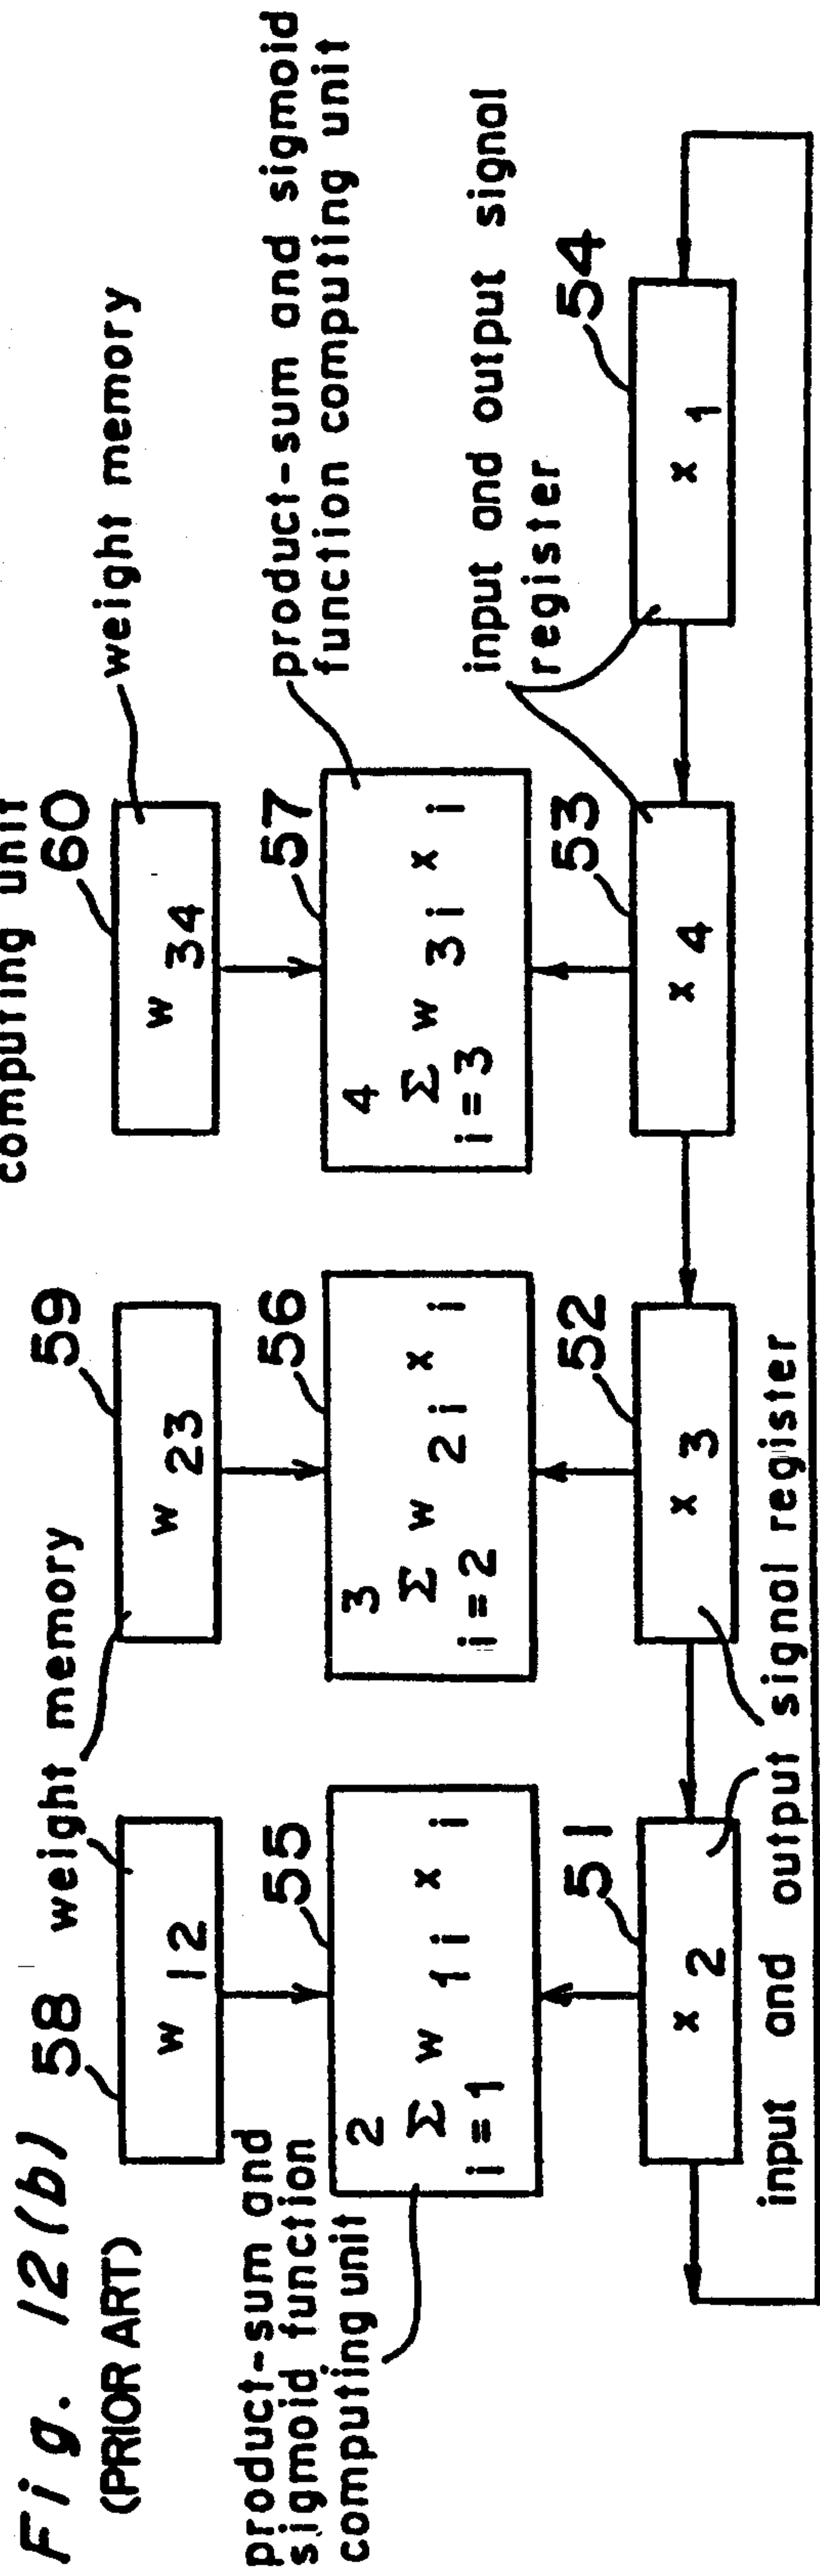 computing unit
Fig. 12(b)
(PRIOR ART)
58 weight memory
59
60
weight memory
w 12
w 23
w 34
product-sum and
sigmoid function
computing unit
55
56
57
product-sum and sigmoid
function computing unit
2
Σ w 1i x i
i=1
3
Σ w 2i x i
i=2
4
Σ w 3i x i
i=3
51
52
53
54
input and output signal
register
x 2
x 3
x 4
x 1
input and output signal register